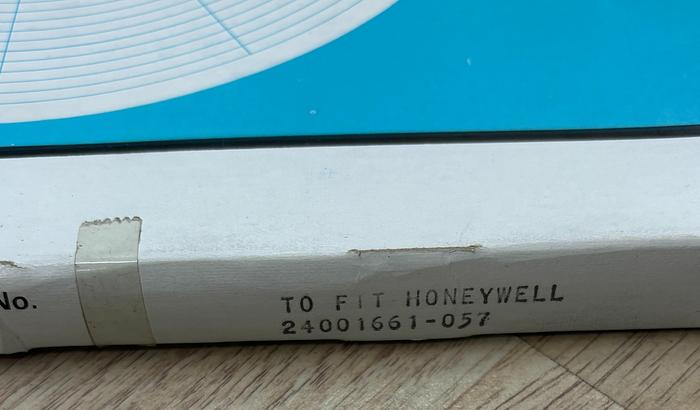 No.
TO FIT HONEYWELL
24001661-057